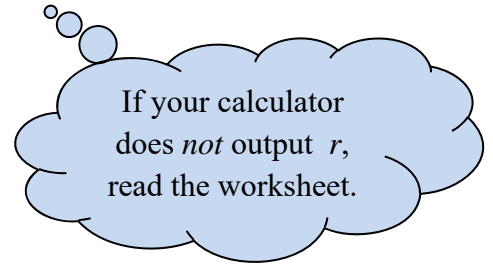 If your calculator
does not output r,
read the worksheet.